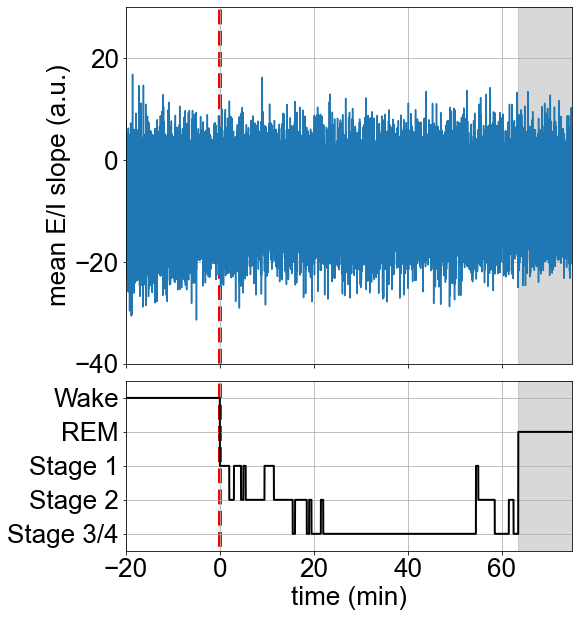 mean E/I slope (a.u.)
20
0
−20
−40
Wake
REM
Stage 1
Stage 2
Stage 3/4
−20 0 20 40 60
time (min)